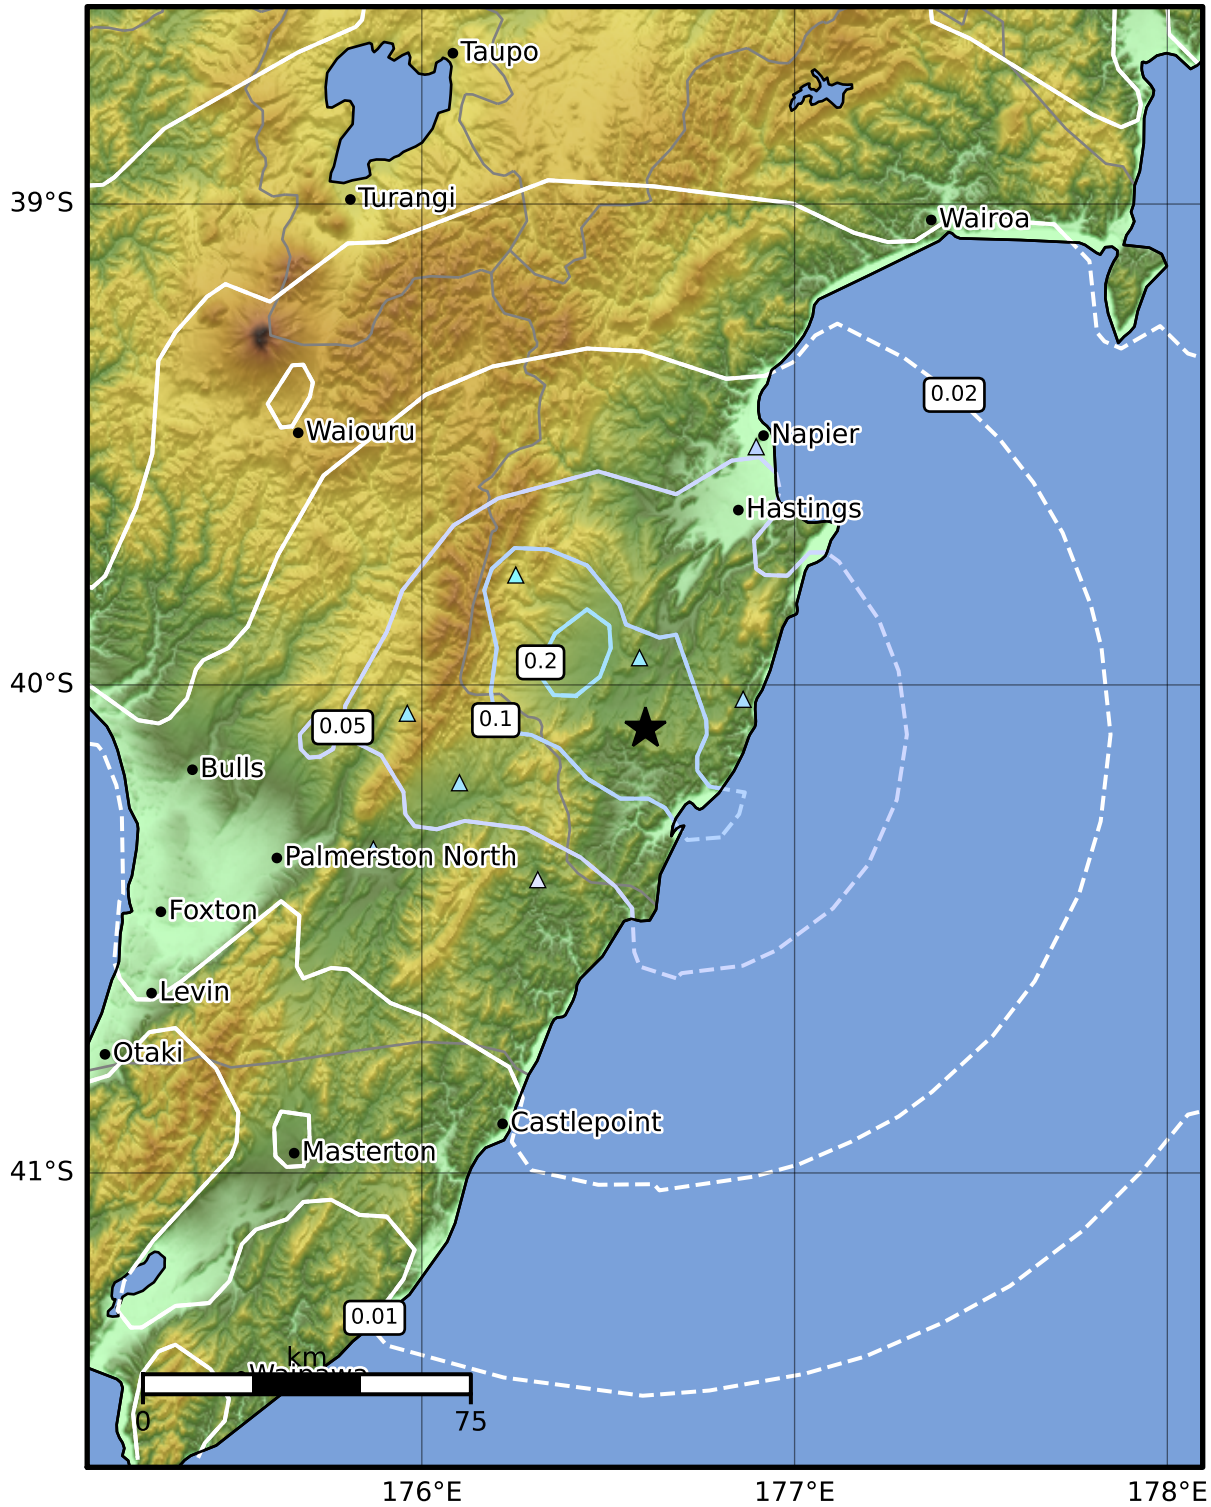 Taupo
39°S
Turangi
Wairoa
0.02
Waiouru
Napier
Hastings
0.2
40°S
0.1
0.05
Bulls
Palmerston North
Foxton
Levin
Otaki
Castlepoint
Masterton
41°S
0.01
km
0
75
176°E
177°E
178°E